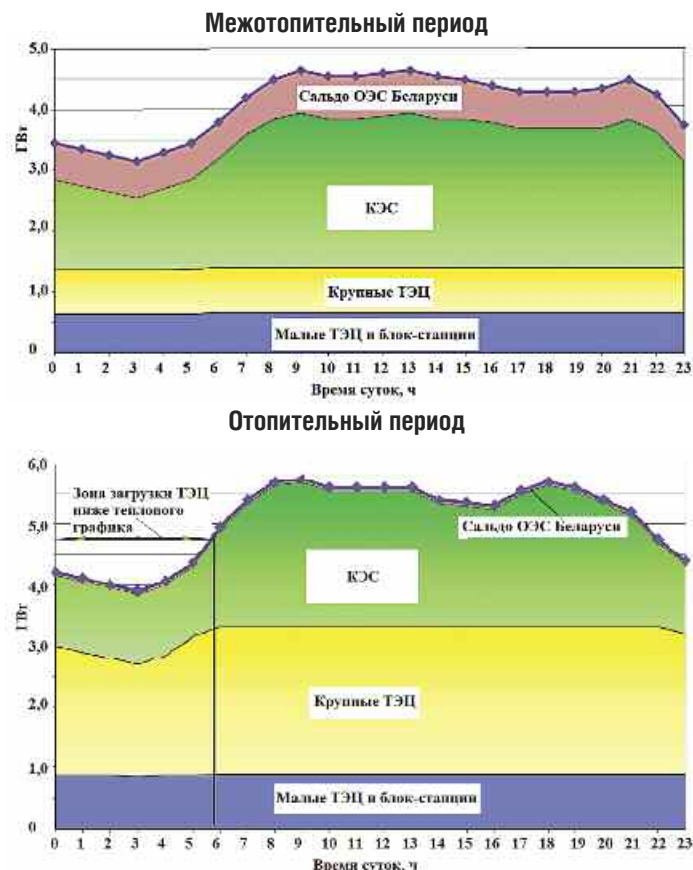 Межотопительный период
5,0
4,0
3,0
2,0
1,0
0
ГВт
Сальдо ОЭС Беларуси
КЭС
Крупные ТЭЦ
Малые ТЭЦ и блок-станции
0 1 2 3 4 5 6 7 8 9 10 11 12 13 14 15 16 17 18 19 20 21 22 23
Время суток, ч
Отопительный период
6,0
5,0
4,0
3,0
2,0
1,0
0
ГВт
Зона загрузки ТЭЦ
ниже теплового
графика
Сальдо ОЭС Беларуси
КЭС
Крупные ТЭЦ
Малые ТЭЦ и блок-станции
0 1 2 3 4 5 6 7 8 9 10 11 12 13 14 15 16 17 18 19 20 21 22 23
Время суток, ч